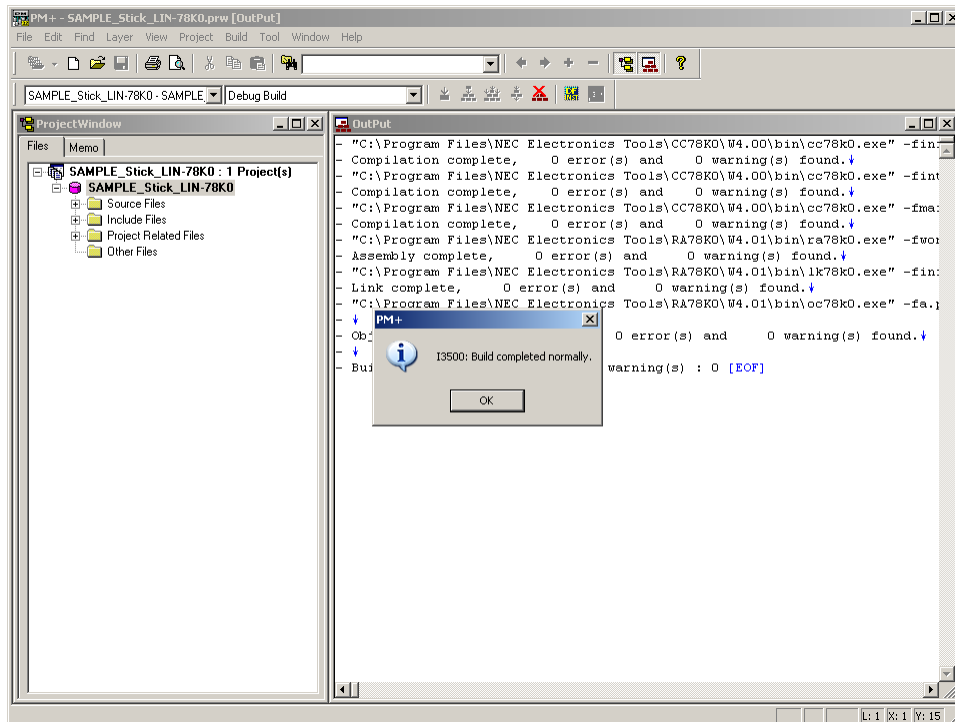 PM+ - SAMPLE_Stick_LIN-78K0.prw [OutPut]
File Edit Find Layer View Project Build Tool Window Help
SAMPLE_Stick_LIN-78K0 - SAMPLE_
Debug Build
ProjectWindow
Files Memo
SAMPLE_Stick_LIN-78K0 : 1 Project(s)
SAMPLE_Stick_LIN-78K0
Source Files
Include Files
Project Related Files
Other Files
OutPut
- "C:\Program Files\NEC Electronics Tools\CC78K0\W4.00\bin\cc78k0.exe" -fini
- Compilation complete, 0 error(s) and 0 warning(s) found.↓
- "C:\Program Files\NEC Electronics Tools\CC78K0\W4.00\bin\cc78k0.exe" -fint
- Compilation complete, 0 error(s) and 0 warning(s) found.↓
- "C:\Program Files\NEC Electronics Tools\CC78K0\W4.00\bin\cc78k0.exe" -fmai
- Compilation complete, 0 error(s) and 0 warning(s) found.↓
- "C:\Program Files\NEC Electronics Tools\RA78K0\W4.01\bin\ra78k0.exe" -fwor
- Assembly complete, 0 error(s) and 0 warning(s) found.↓
- "C:\Program Files\NEC Electronics Tools\RA78K0\W4.01\bin\lk78k0.exe" -fini
- Link complete, 0 error(s) and 0 warning(s) found.↓
- "C:\Program Files\NEC Electronics Tools\RA78K0\W4.01\bin\oc78k0.exe" -fa.p
- ↓
- Obj 0 error(s) and 0 warning(s) found.↓
- ↓
- Bui warning(s) : 0 [EOF]
PM+
I3500: Build completed normally.
OK
L: 1 X: 1 Y: 15